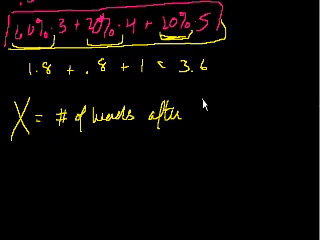 60%·3 + 20%·4 + 20%·5
1.8 + .8 + 1 = 3.6
X = # of heads after